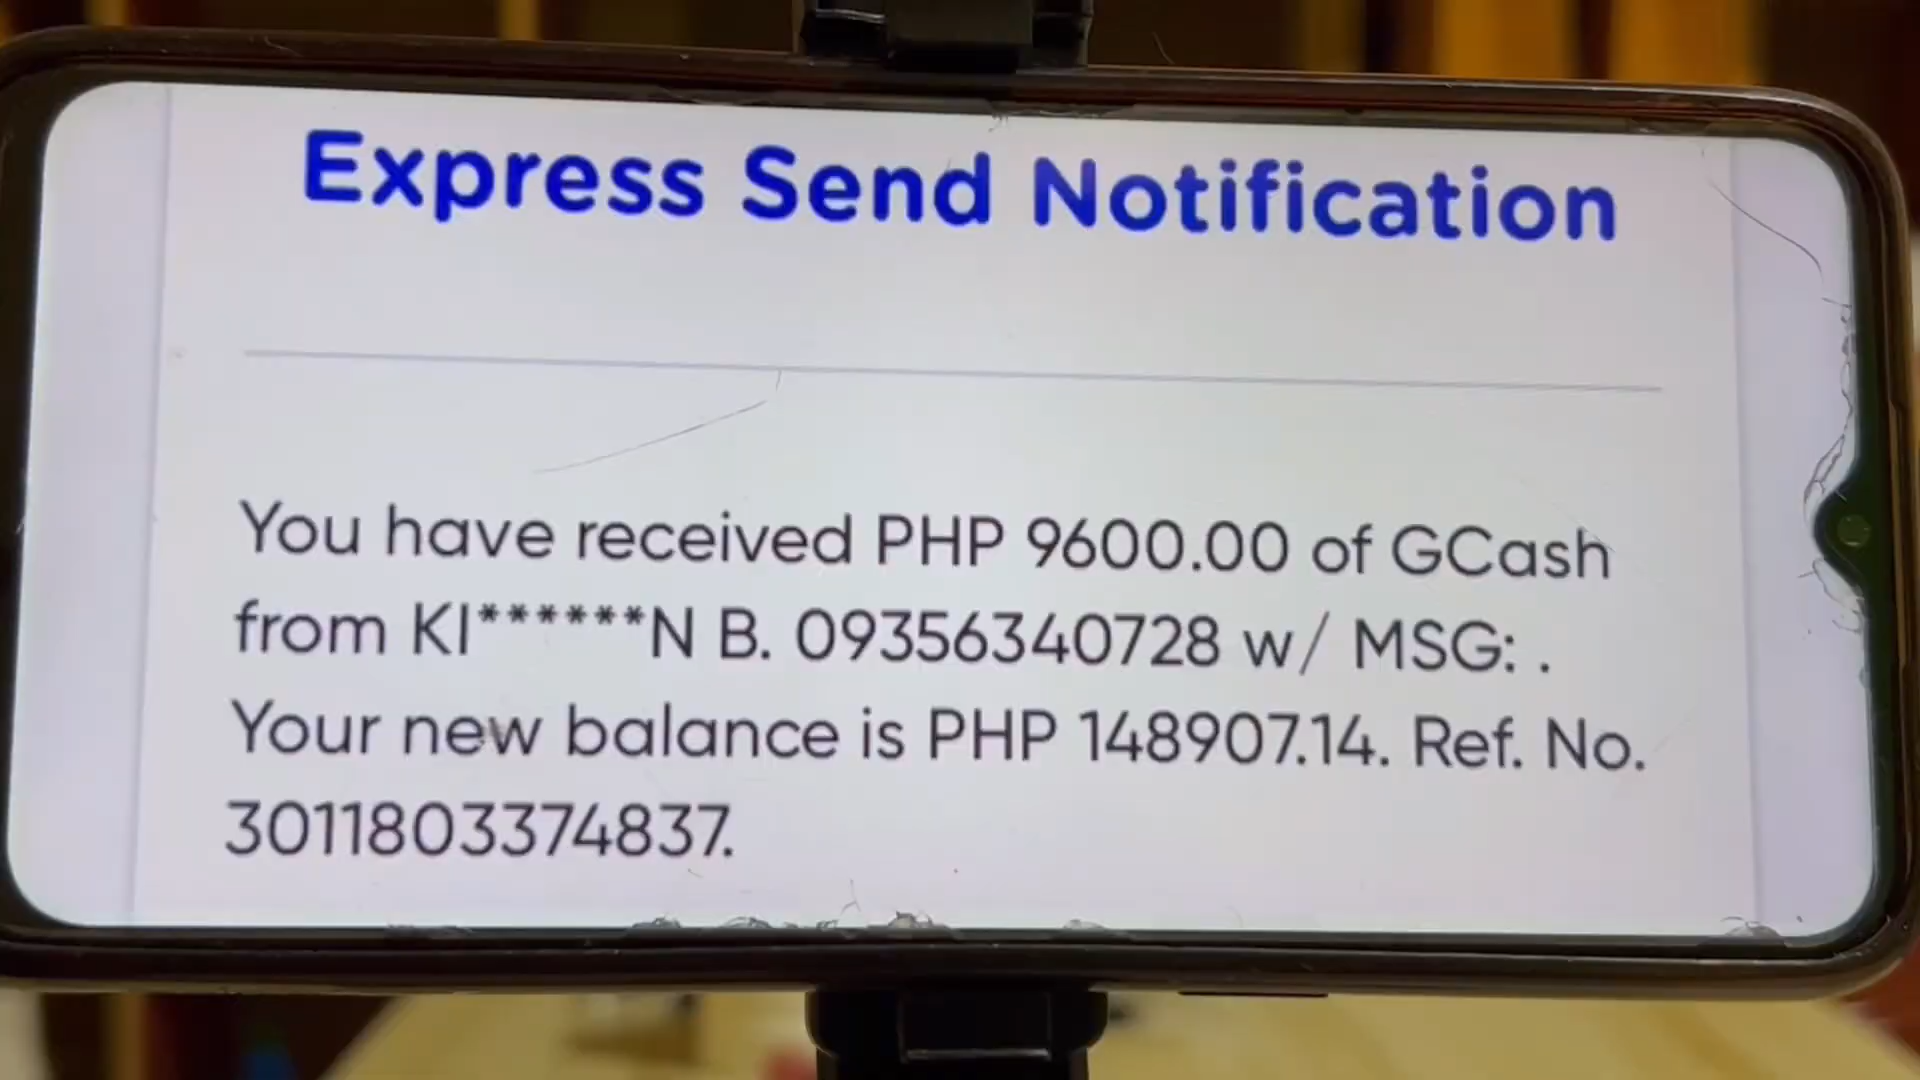 Express Send Notification
You have received PHP 9600.00 of GCash
from KI******N B. 09356340728 w/ MSG: .
Your new balance is PHP 148907.14. Ref. No.
3011803374837.